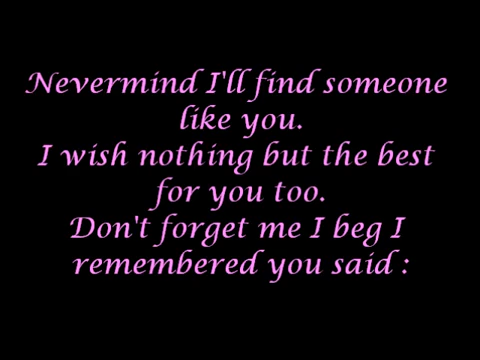 Nevermind I'll find someone
like you.
I wish nothing but the best
for you too.
Don't forget me I beg I
remembered you said :